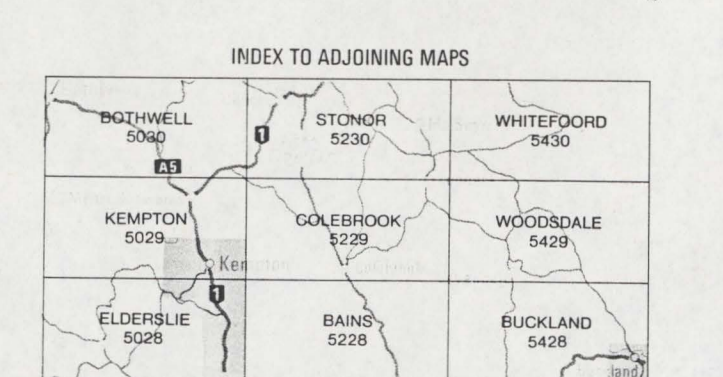 INDEX TO ADJOINING MAPS
BOTHWELL
5030
STONOR
5230
WHITEFOORD
5430
1
A5
KEMPTON
5029
COLEBROOK
5229
WOODSDALE
5429
Kempton
1
ELDERSLIE
5028
BAINS
5228
BUCKLAND
5428
land